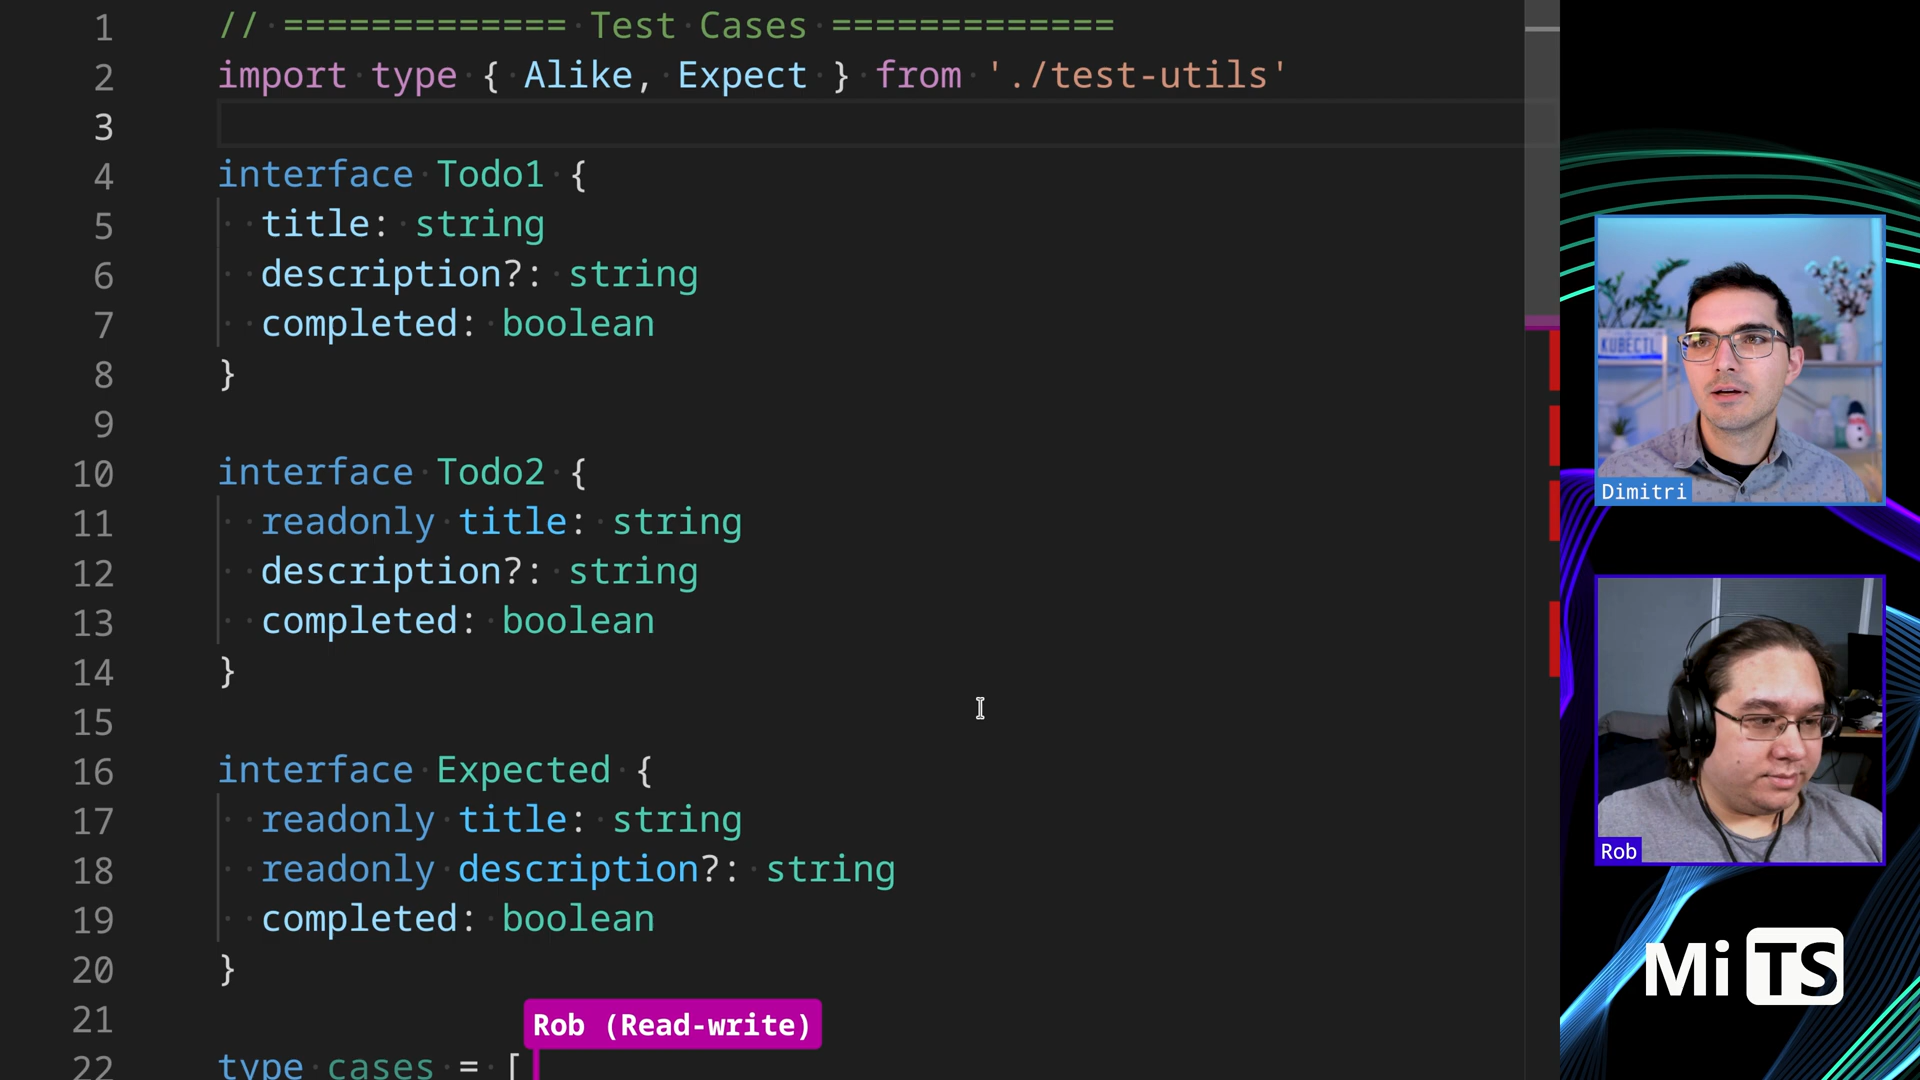 1 // ============= Test Cases =============
2 import type { Alike, Expect } from './test-utils'
3
4 interface Todo1 {
5   title: string
6   description?: string
7   completed: boolean
8 }
9
10 interface Todo2 {
11   readonly title: string
12   description?: string
13   completed: boolean
14 }
15
16 interface Expected {
17   readonly title: string
18   readonly description?: string
19   completed: boolean
20 }
21
Rob (Read-write)
22 type cases = [
KUBECTL
Dimitri
Rob
Mi TS